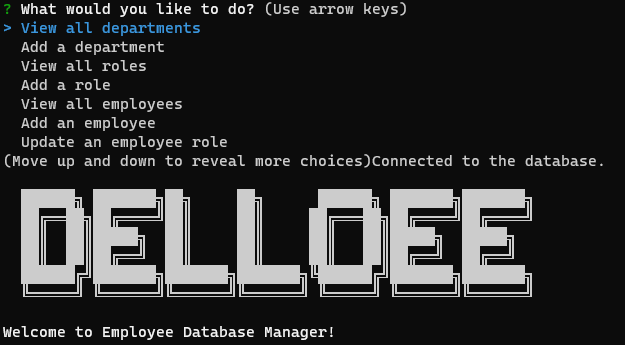 ? What would you like to do? (Use arrow keys)
> View all departments
Add a department
View all roles
Add a role
View all employees
Add an employee
Update an employee role
(Move up and down to reveal more choices)Connected to the database.
DELLOEE
Welcome to Employee Database Manager!